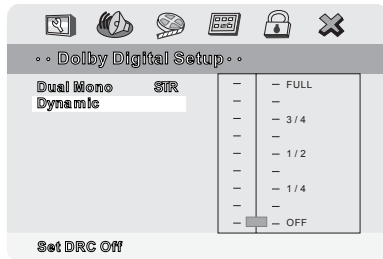 · · Dolby Digital Setup · ·
Dual Mono STR
Dynamic
FULL
3 / 4
1 / 2
1 / 4
OFF
Set DRC Off